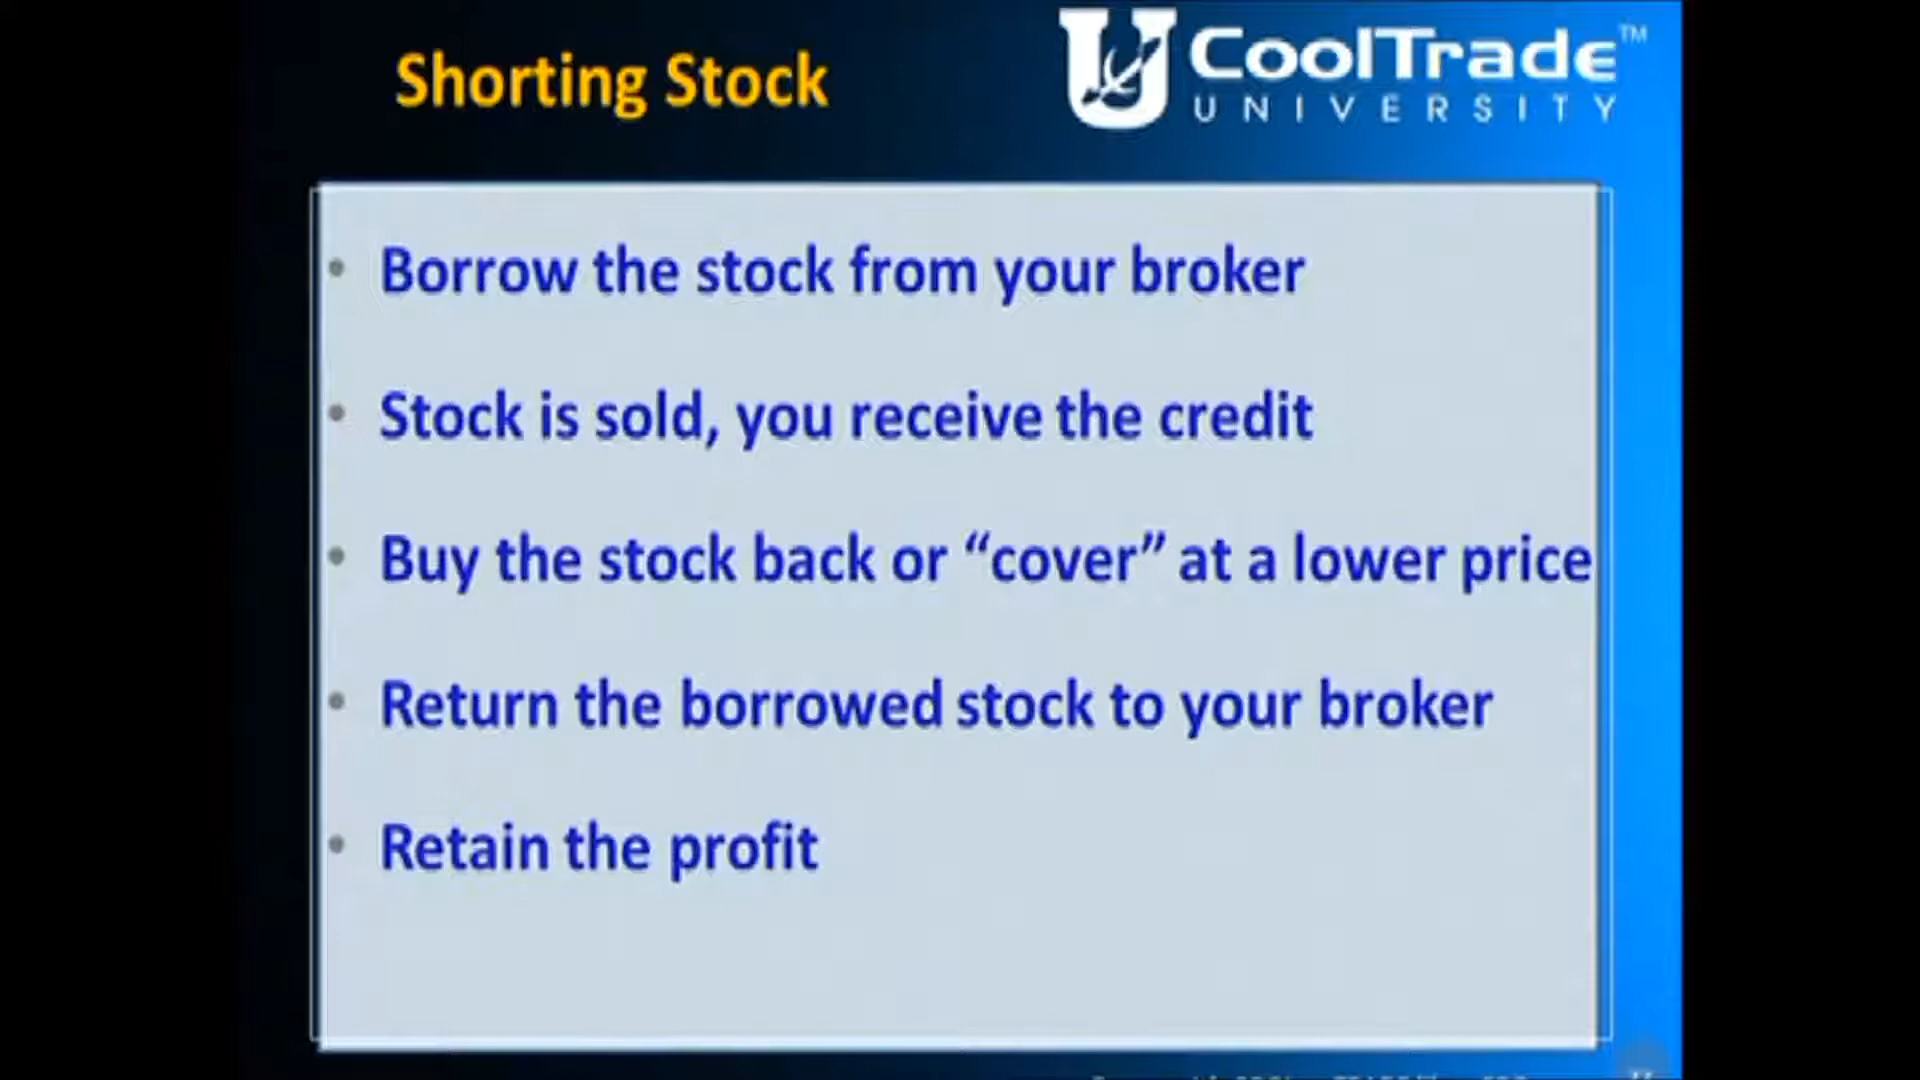 Shorting Stock
CoolTrade™
UNIVERSITY
• Borrow the stock from your broker
• Stock is sold, you receive the credit
• Buy the stock back or “cover” at a lower price
• Return the borrowed stock to your broker
• Retain the profit